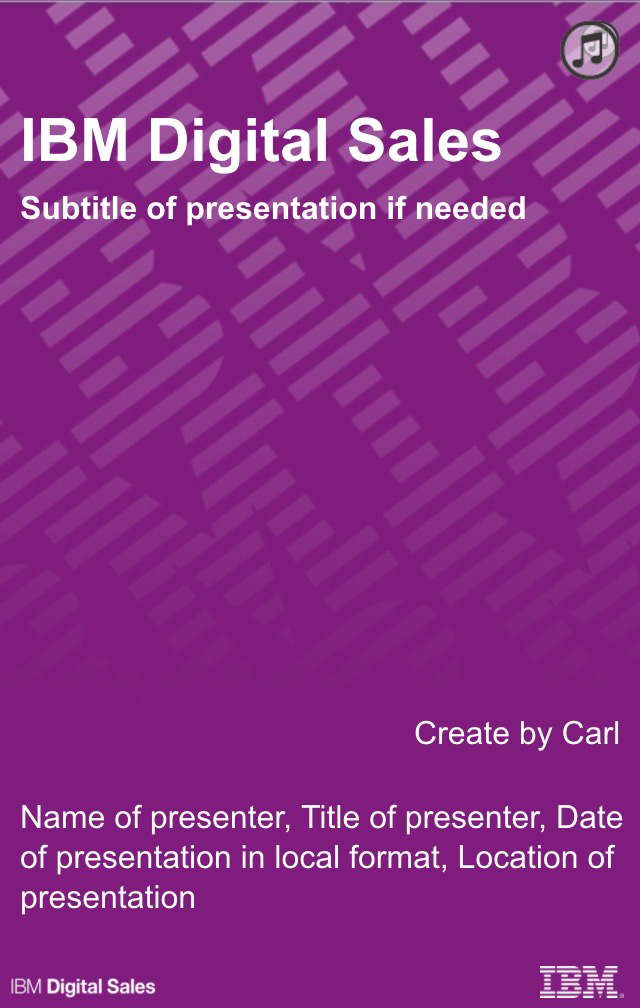 IBM Digital Sales
Subtitle of presentation if needed
Create by Carl
Name of presenter, Title of presenter, Date
of presentation in local format, Location of
presentation
IBM Digital Sales
IBM